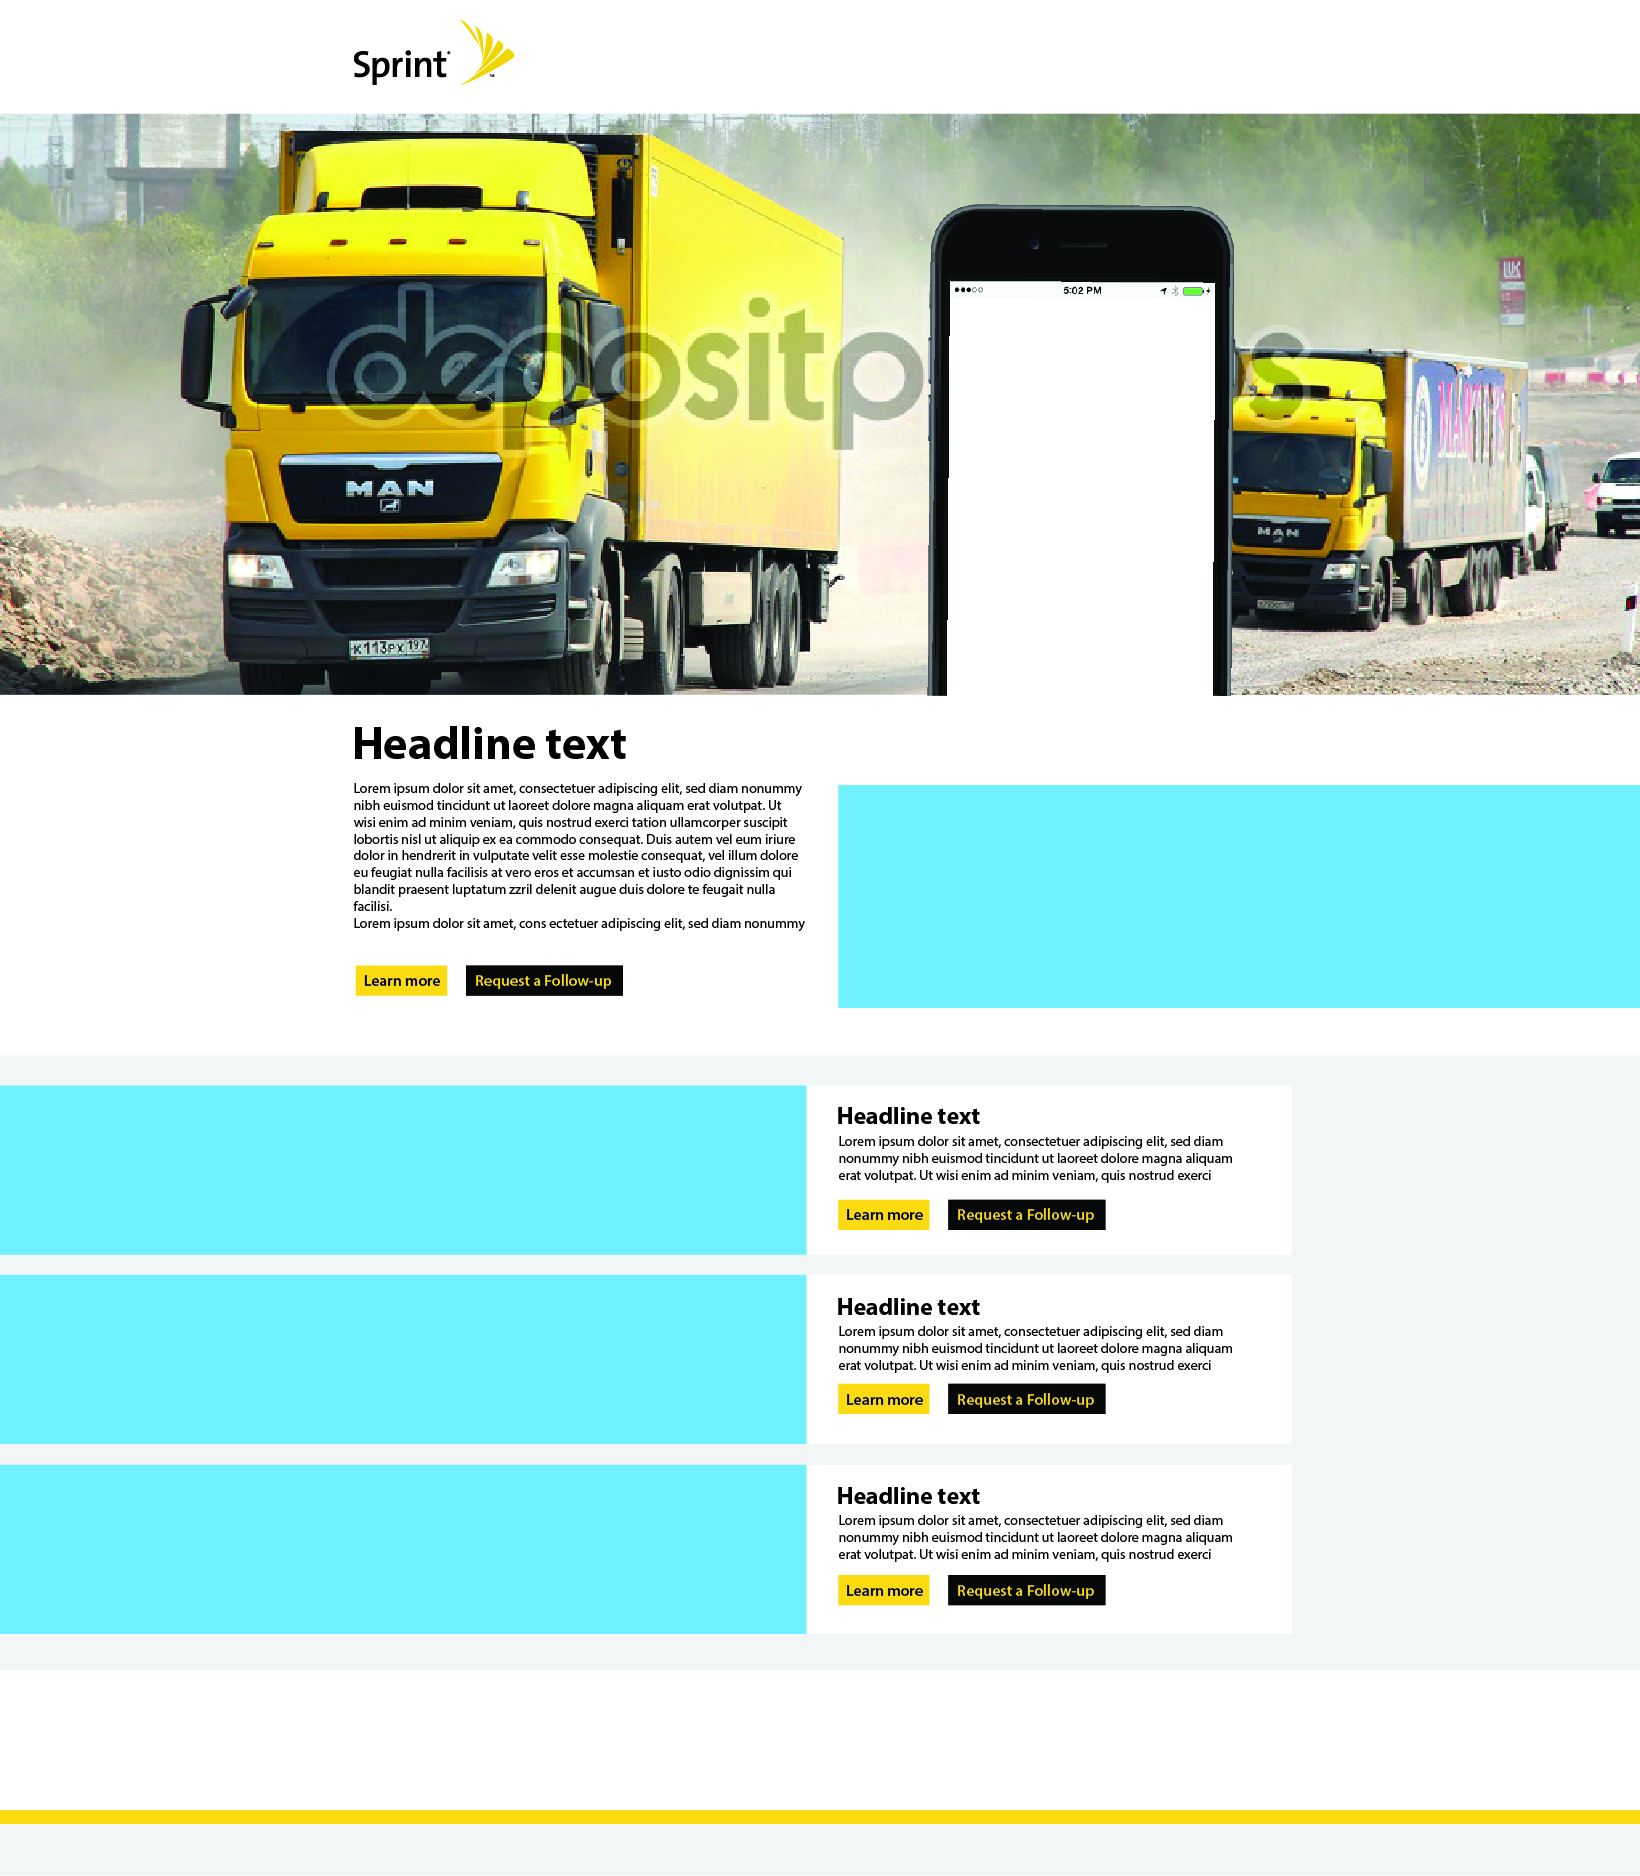 Sprint
5:02 PM
depositp s
LUK
MARTIN'S
MAN
MAN
К113РХ 197
Headline text
Lorem ipsum dolor sit amet, consectetuer adipiscing elit, sed diam nonummy
nibh euismod tincidunt ut laoreet dolore magna aliquam erat volutpat. Ut
wisi enim ad minim veniam, quis nostrud exerci tation ullamcorper suscipit
lobortis nisl ut aliquip ex ea commodo consequat. Duis autem vel eum iriure
dolor in hendrerit in vulputate velit esse molestie consequat, vel illum dolore
eu feugiat nulla facilisis at vero eros et accumsan et iusto odio dignissim qui
blandit praesent luptatum zzril delenit augue duis dolore te feugait nulla
facilisi.
Lorem ipsum dolor sit amet, cons ectetuer adipiscing elit, sed diam nonummy
Learn more Request a Follow-up
Headline text
Lorem ipsum dolor sit amet, consectetuer adipiscing elit, sed diam
nonummy nibh euismod tincidunt ut laoreet dolore magna aliquam
erat volutpat. Ut wisi enim ad minim veniam, quis nostrud exerci
Learn more Request a Follow-up
Headline text
Lorem ipsum dolor sit amet, consectetuer adipiscing elit, sed diam
nonummy nibh euismod tincidunt ut laoreet dolore magna aliquam
erat volutpat. Ut wisi enim ad minim veniam, quis nostrud exerci
Learn more Request a Follow-up
Headline text
Lorem ipsum dolor sit amet, consectetuer adipiscing elit, sed diam
nonummy nibh euismod tincidunt ut laoreet dolore magna aliquam
erat volutpat. Ut wisi enim ad minim veniam, quis nostrud exerci
Learn more Request a Follow-up